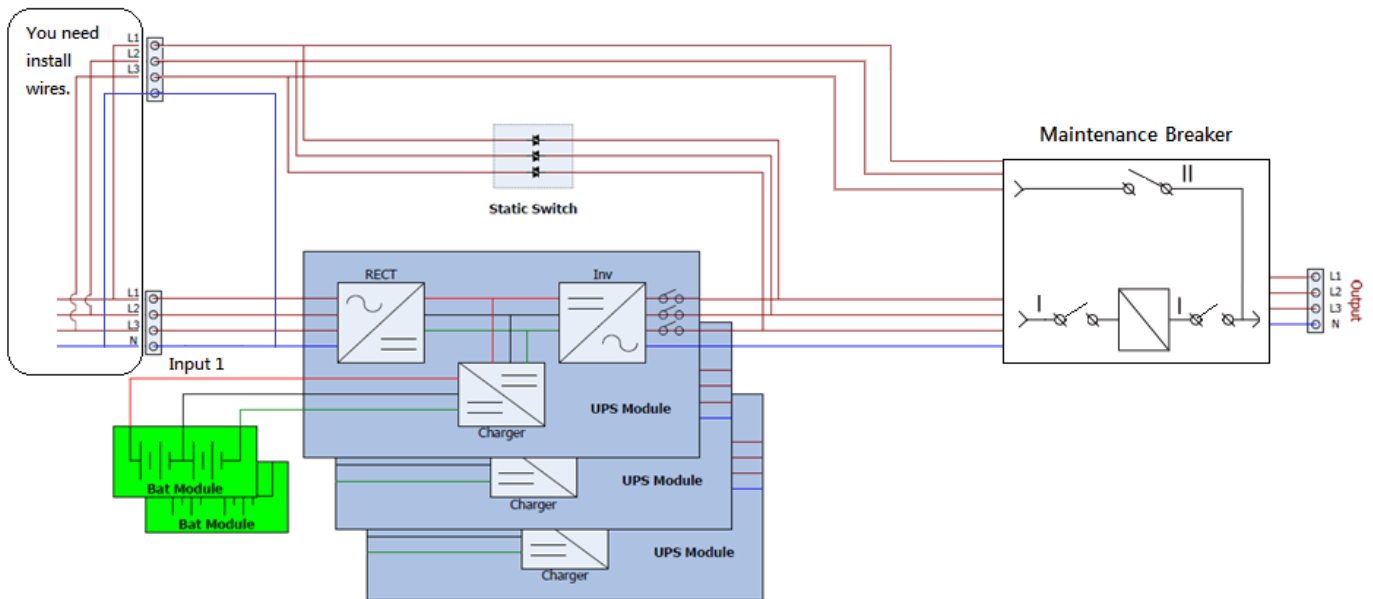 You need
install
wires.
L1
L2
L3
Maintenance Breaker
II
Static Switch
RECT
Inv
L1
L2
L3
N
Input 1
I
I
L1
L2
L3
N
Output
UPS Module
Charger
Bat Module
UPS Module
Charger
Bat Module
UPS Module
Charger